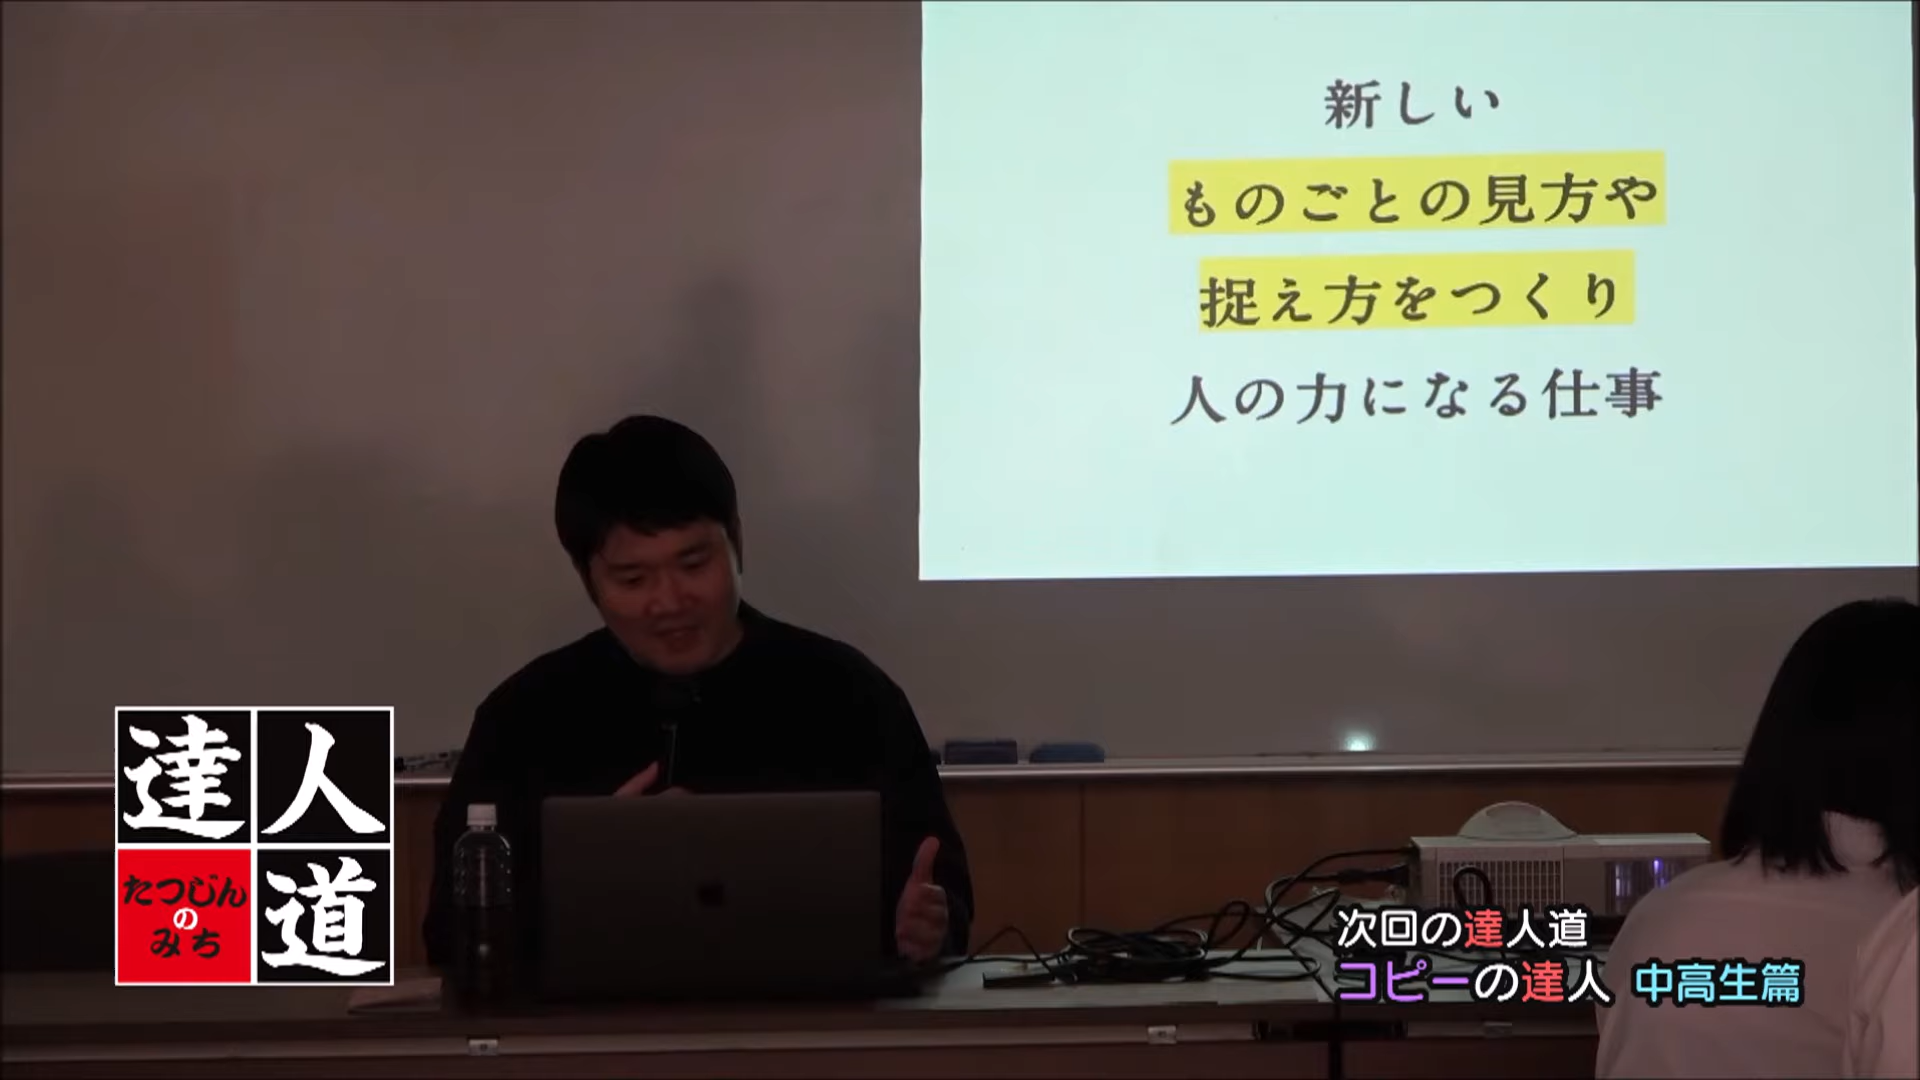 新しい
ものごとの見方や
捉え方をつくり
人の力になる仕事
達人
たつじん
の
みち
道
次回の達人道
コピーの達人 中高生篇